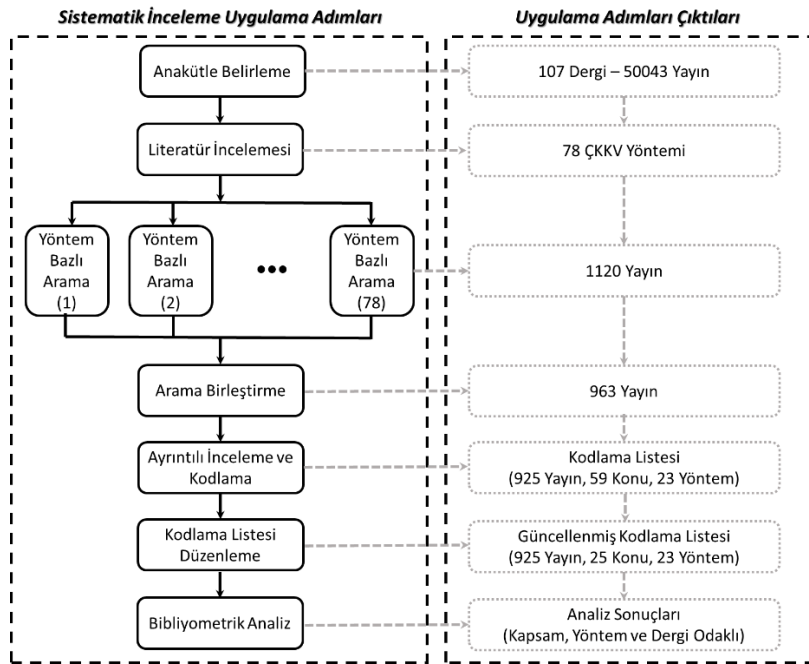 Sistematik İnceleme Uygulama Adımları
Uygulama Adımları Çıktıları
Anakütle Belirleme
107 Dergi – 50043 Yayın
Literatür İncelemesi
78 ÇKKV Yöntemi
Yöntem
Bazlı
Arama
(1)
Yöntem
Bazlı
Arama
(2)
•••
Yöntem
Bazlı
Arama
(78)
1120 Yayın
Arama Birleştirme
963 Yayın
Ayrıntılı İnceleme ve
Kodlama
Kodlama Listesi
(925 Yayın, 59 Konu, 23 Yöntem)
Kodlama Listesi
Düzenleme
Güncellenmiş Kodlama Listesi
(925 Yayın, 25 Konu, 23 Yöntem)
Bibliyometrik Analiz
Analiz Sonuçları
(Kapsam, Yöntem ve Dergi Odaklı)